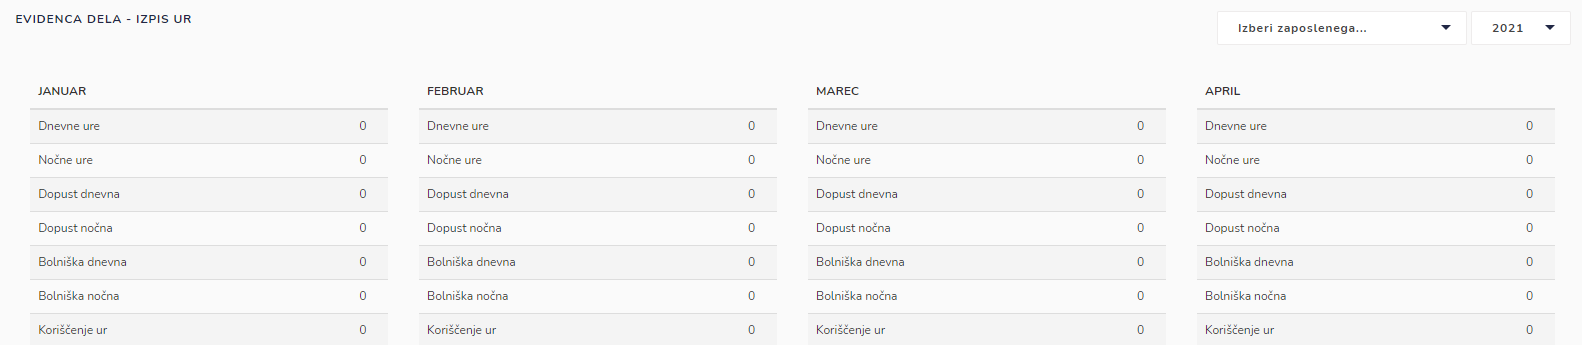 EVIDENCA DELA - IZPIS UR
Izberi zaposlenega... 2021
JANUAR FEBRUAR MAREC APRIL
Dnevne ure 0 Dnevne ure 0 Dnevne ure 0 Dnevne ure 0
Nočne ure 0 Nočne ure 0 Nočne ure 0 Nočne ure 0
Dopust dnevna 0 Dopust dnevna 0 Dopust dnevna 0 Dopust dnevna 0
Dopust nočna 0 Dopust nočna 0 Dopust nočna 0 Dopust nočna 0
Bolniška dnevna 0 Bolniška dnevna 0 Bolniška dnevna 0 Bolniška dnevna 0
Bolniška nočna 0 Bolniška nočna 0 Bolniška nočna 0 Bolniška nočna 0
Koriščenje ur 0 Koriščenje ur 0 Koriščenje ur 0 Koriščenje ur 0